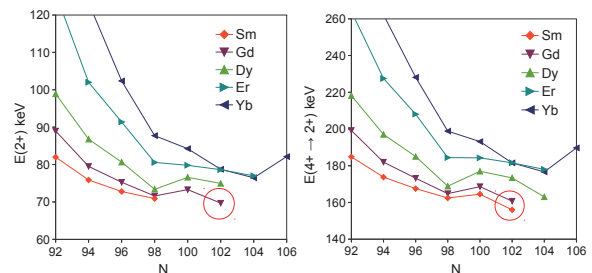 120
110
100
90
80
70
60
E(2+) keV
92 94 96 98 100 102 104 106
N
Sm
Gd
Dy
Er
Yb
260
240
220
200
180
160
140
E(4+ → 2+) keV
92 94 96 98 100 102 104 106
N
Sm
Gd
Dy
Er
Yb